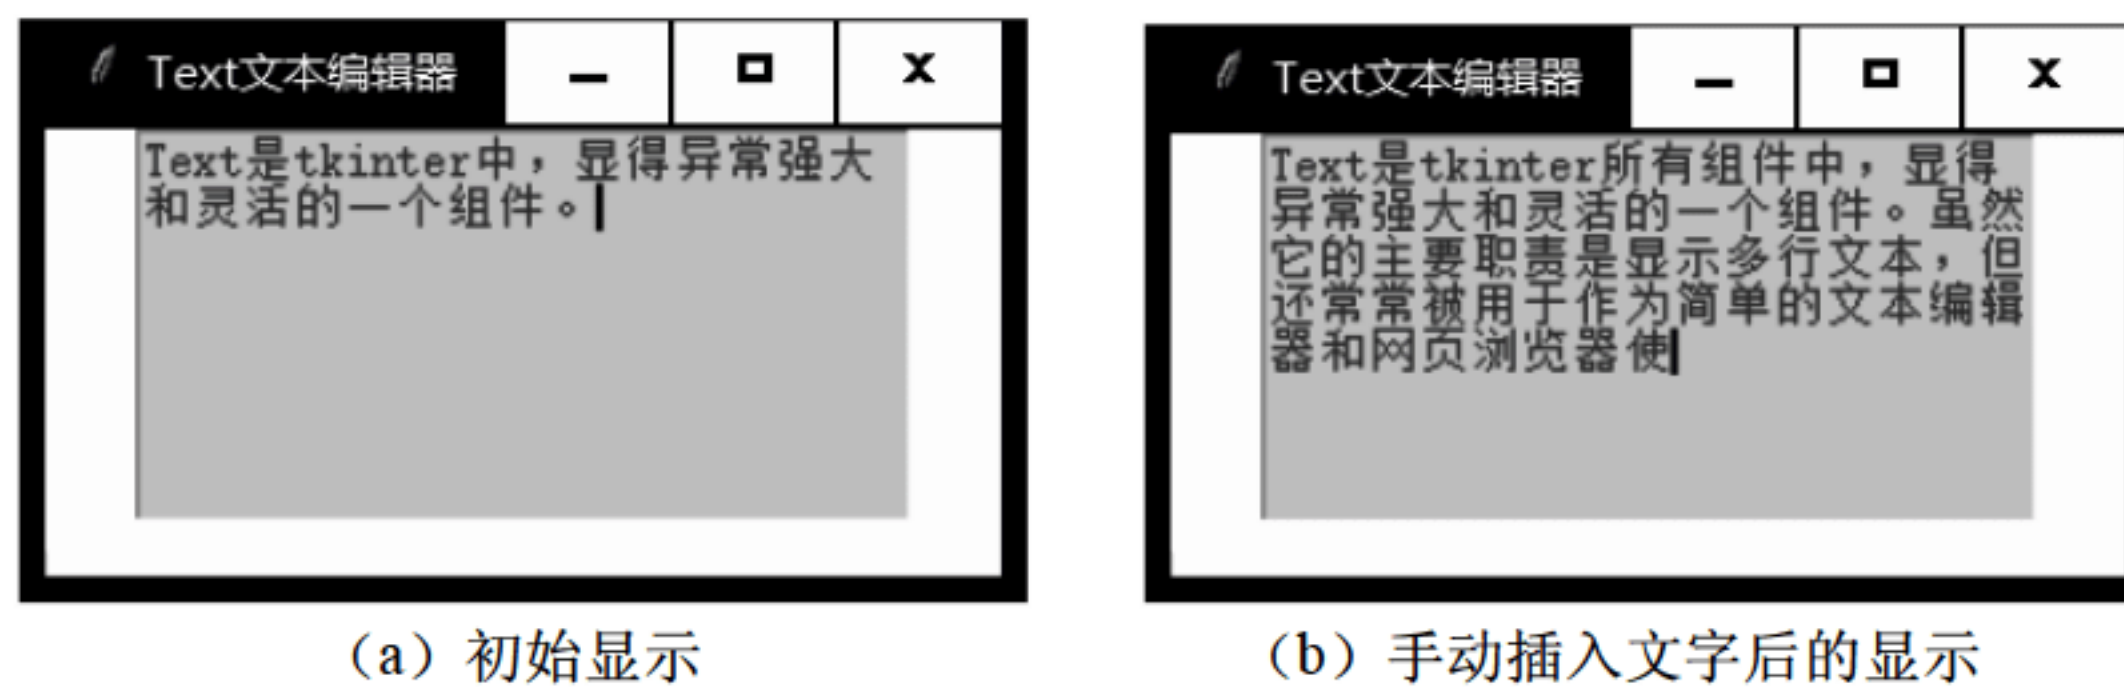 Text文本编辑器
Text是tkinter中，显得异常强大
和灵活的一个组件。
(a) 初始显示
Text文本编辑器
Text是tkinter所有组件中，显得
异常强大和灵活的一个组件。虽然
它的主要职责是显示多行文本，但
还常常被用于作为简单的文本编辑
器和网页浏览器使
(b) 手动插入文字后的显示